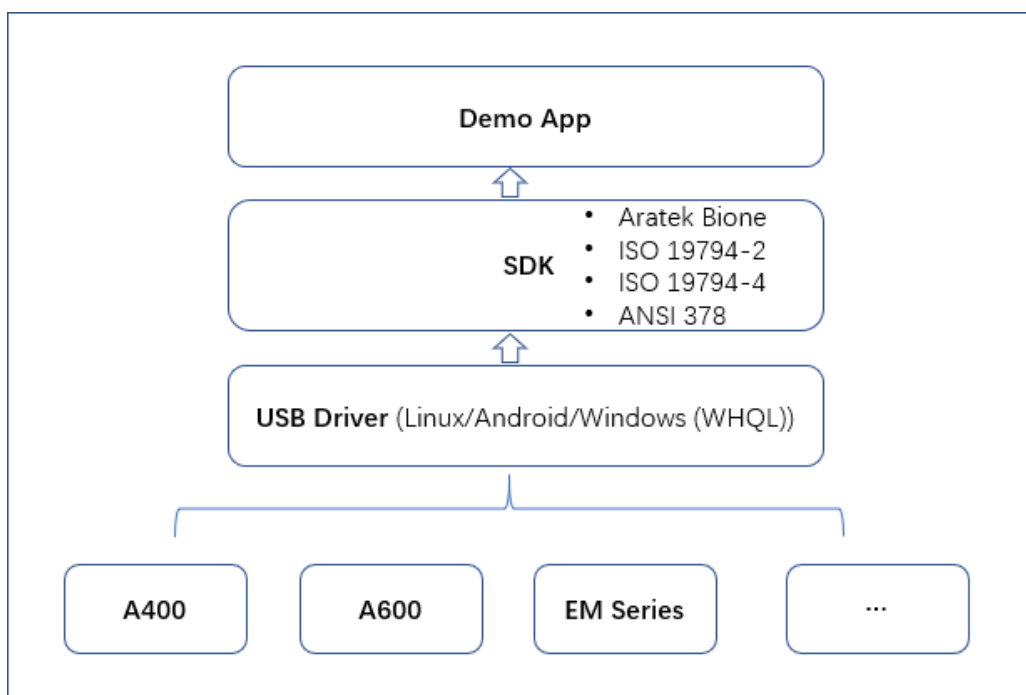 Demo App
SDK
• Aratek Bione
• ISO 19794-2
• ISO 19794-4
• ANSI 378
USB Driver (Linux/Android/Windows (WHQL))
A400
A600
EM Series
...